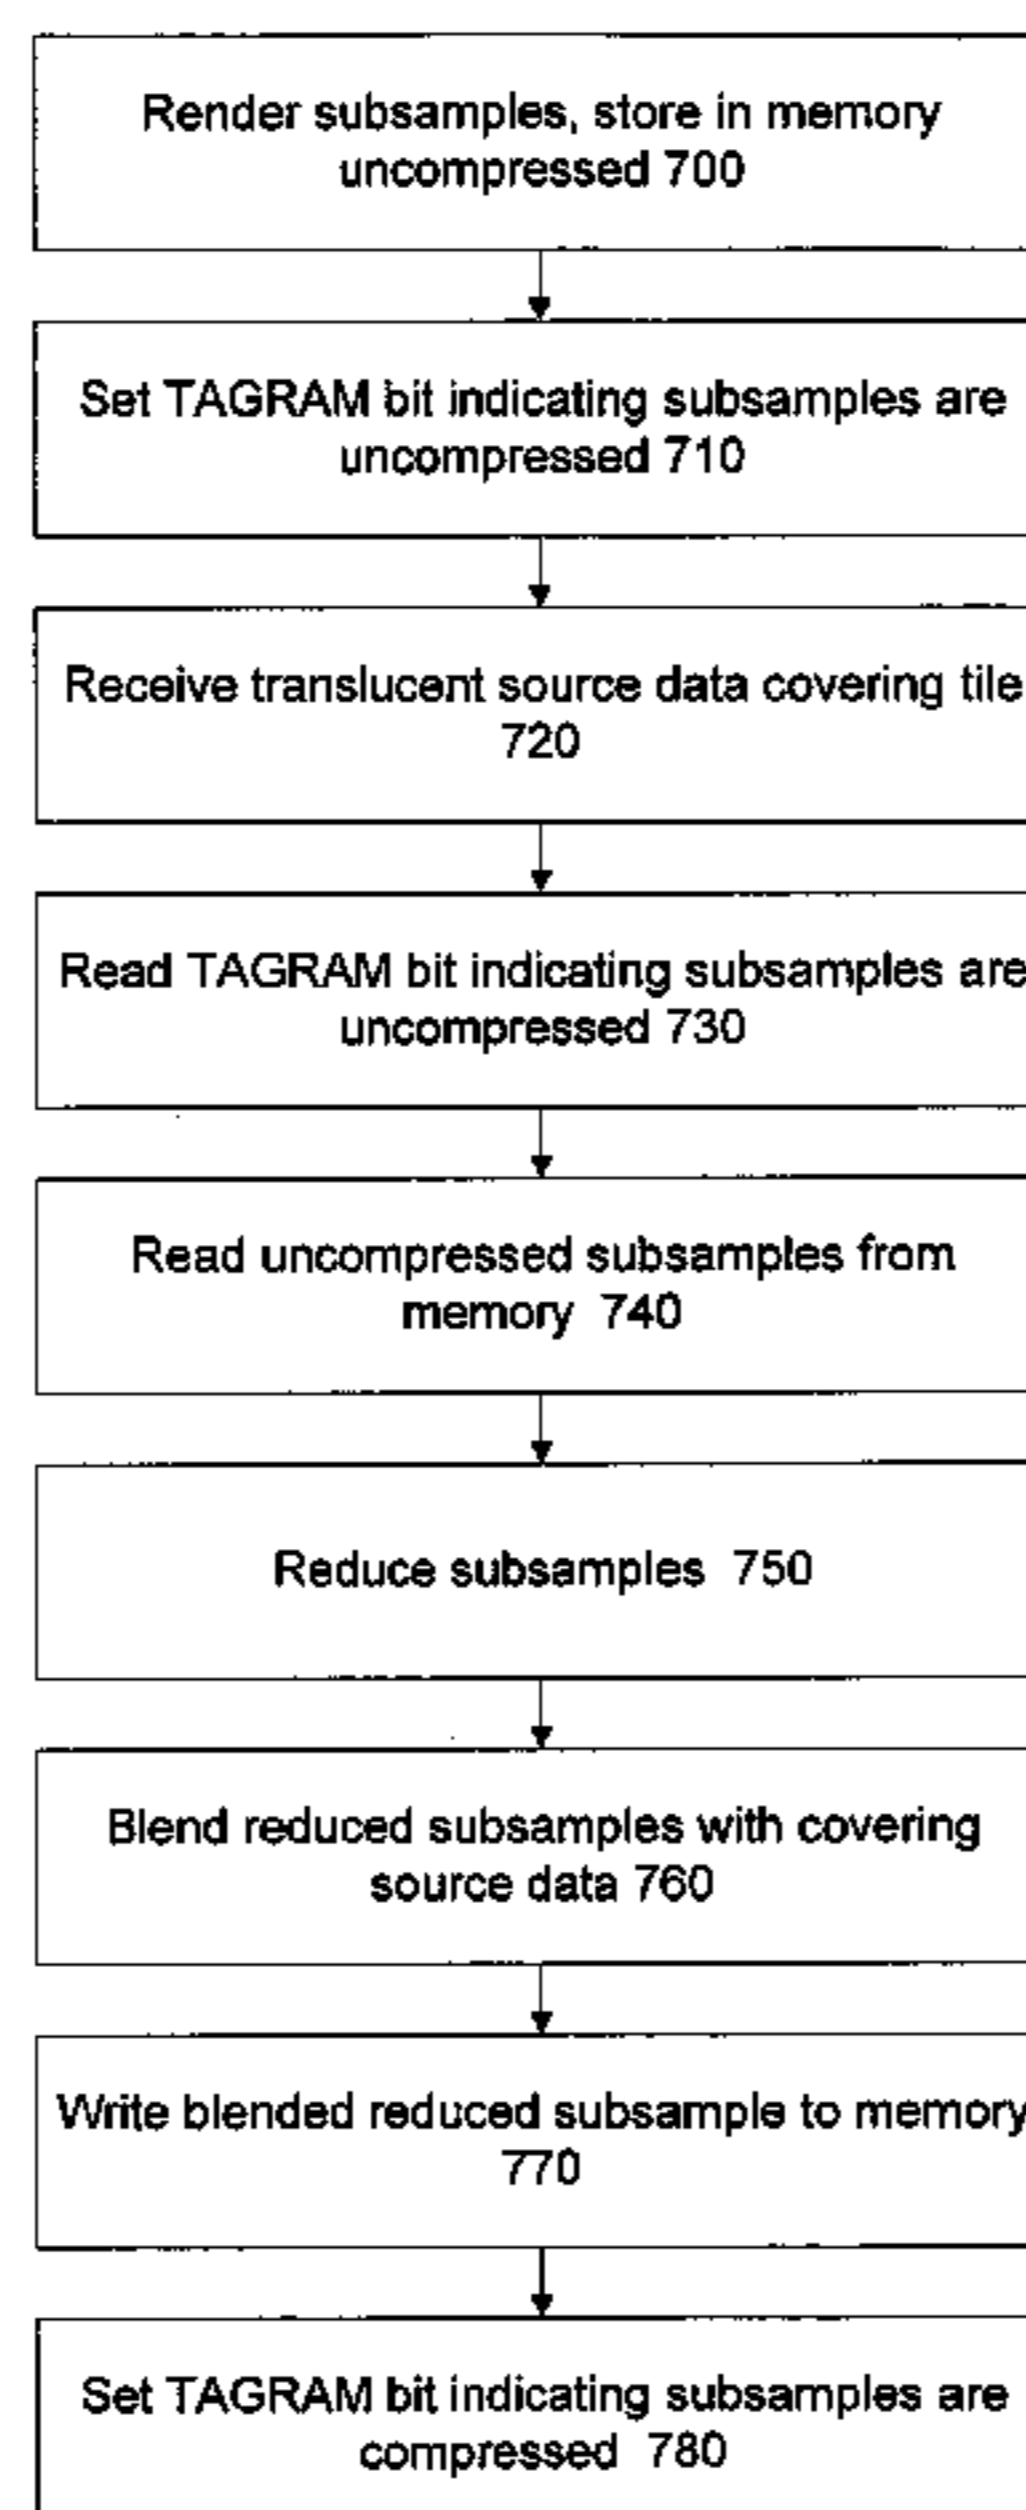 Render subsamples, store in memory
uncompressed 700
Set TAGRAM bit indicating subsamples are
uncompressed 710
Receive translucent source data covering tile
720
Read TAGRAM bit indicating subsamples are
uncompressed 730
Read uncompressed subsamples from
memory 740
Reduce subsamples 750
Blend reduced subsamples with covering
source data 760
Write blended reduced subsample to memory
770
Set TAGRAM bit indicating subsamples are
compressed 780